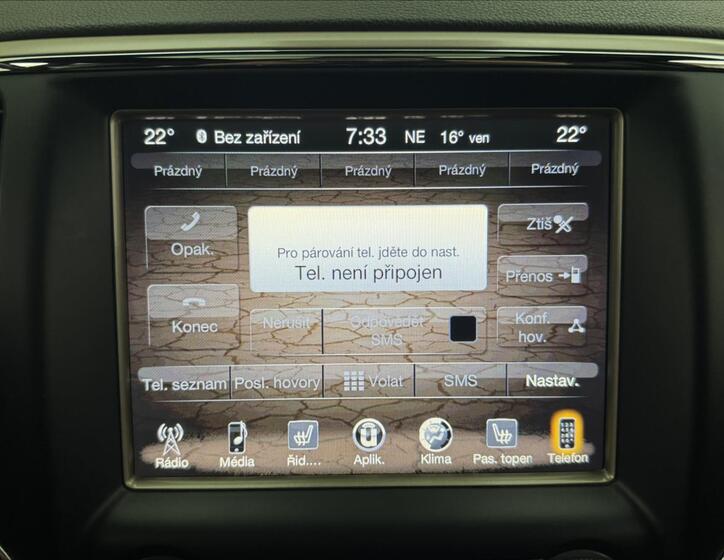 22° Bez zařízení 7:33 NE 16° ven 22°
Prázdný Prázdný Prázdný Prázdný Prázdný
Opak.
Pro párování tel. jděte do nast.
Tel. není připojen
Ztiš
Přenos
Konec
Nerušit
Odpovědět
SMS
Konf.
hov.
Tel. seznam Posl. hovory Volat SMS Nastav.
Rádio Média Řid.... Aplik. Klima Pas. topen Telefon